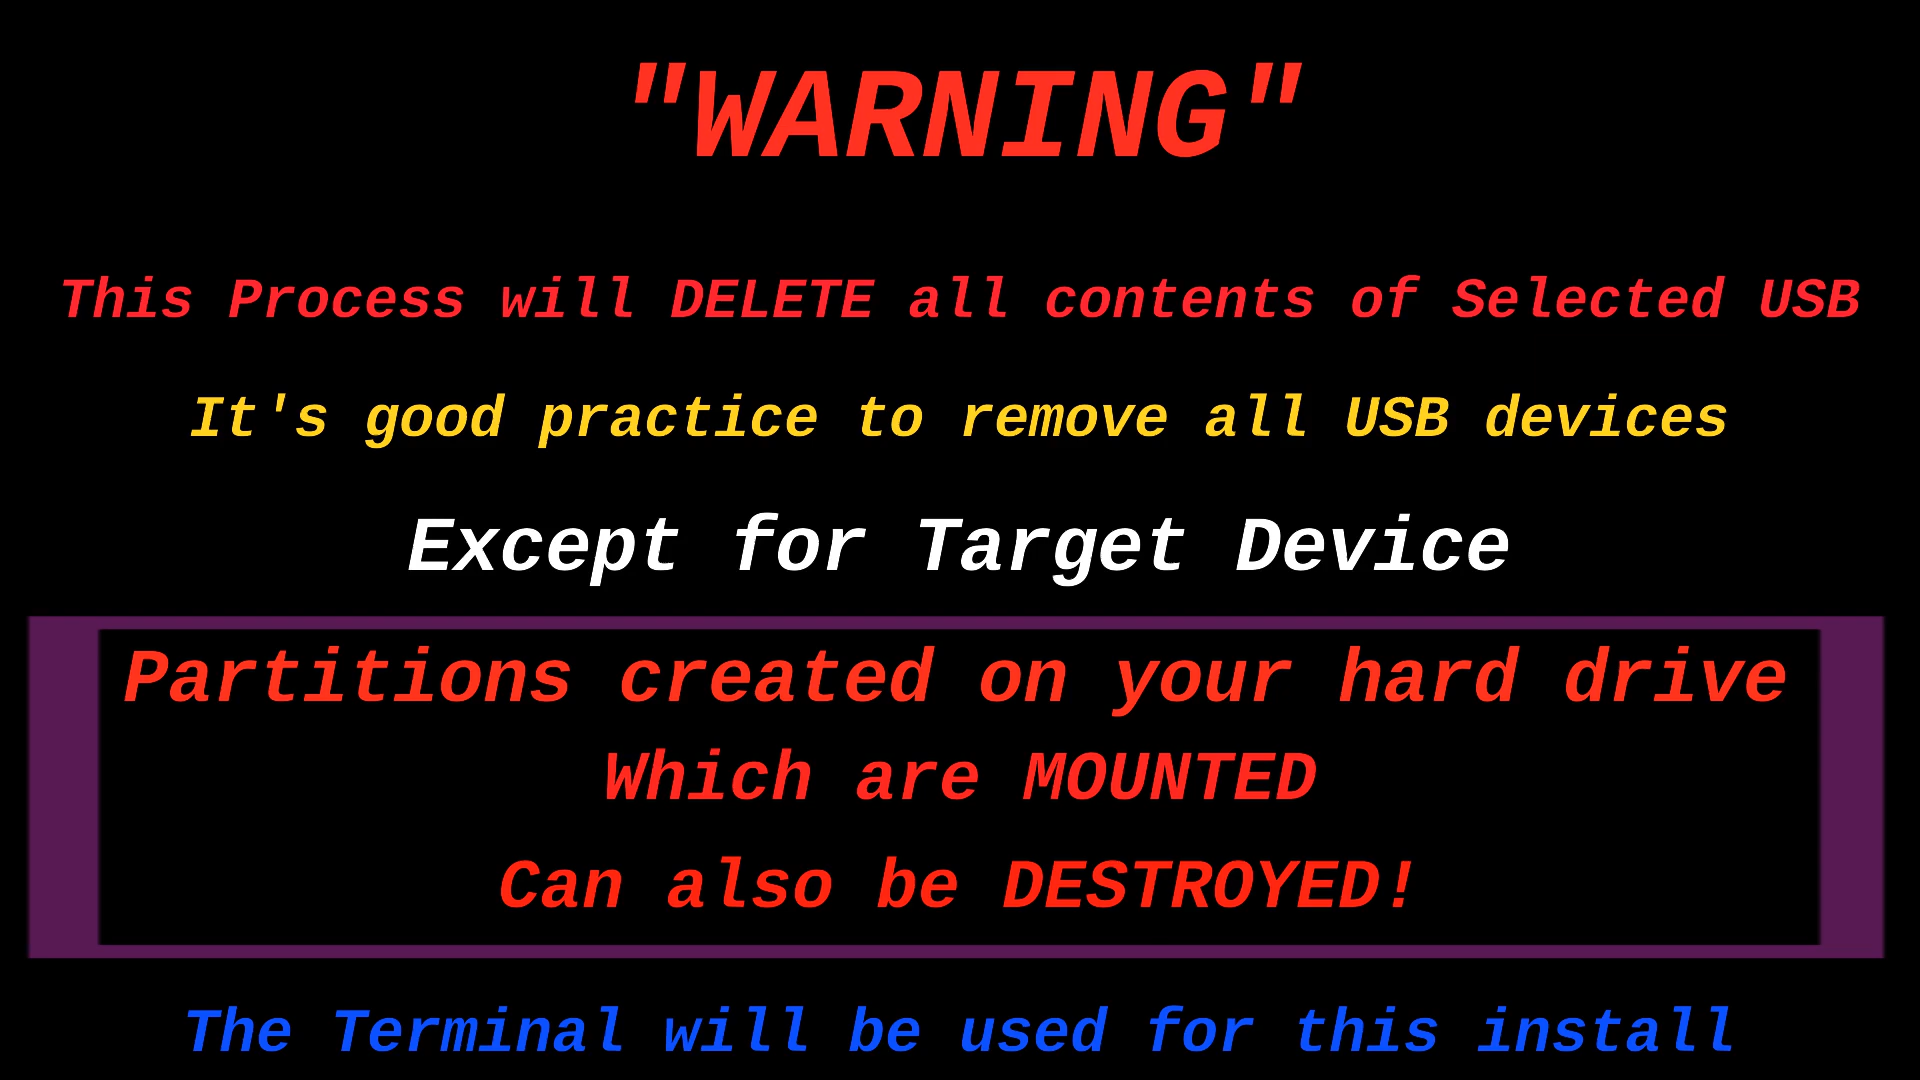 "WARNING"
This Process will DELETE all contents of Selected USB
It's good practice to remove all USB devices
Except for Target Device
Partitions created on your hard drive
Which are MOUNTED
Can also be DESTROYED!
The Terminal will be used for this install